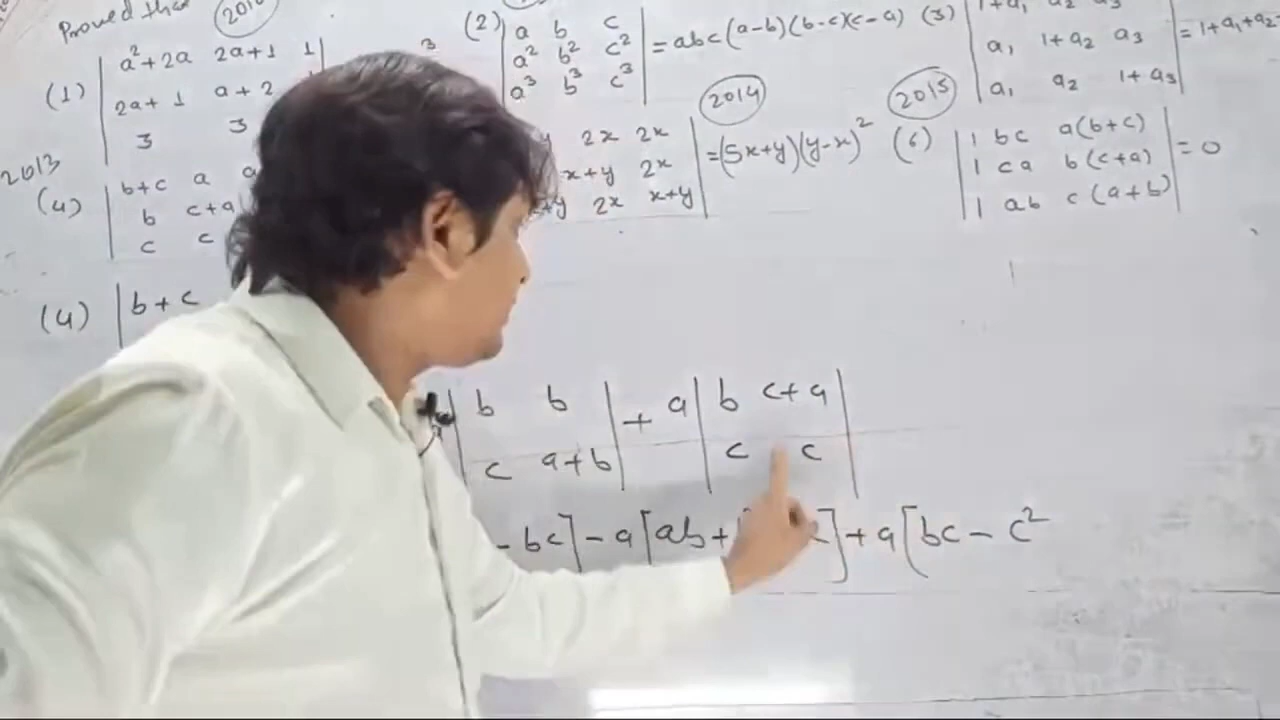 Proved that
(1) | a²+2a 2a+1 1 | 3
2a+1 a+2
3 3
(2) | a b c |
a² b² c² = abc(a-b)(b-c)(c-a)
a³ b³ c³
(3) | 1+a₁ a₂ a₃ |
a₁ 1+a₂ a₃ = 1+a₁+a₂
a₁ a₂ 1+a₃
2013
(4) | b+c a a
b c+a
c c
2014
y 2x 2x
x+y 2x = (5x+y)(y-x)²
+y 2x x+y
2015
(6) | 1 bc a(b+c) |
1 ca b(c+a) = 0
1 ab c(a+b)
(4) | b+c
| b b | + a | b c+a |
c a+b c c
- bc] - a[ab+ ] + a[bc - c²